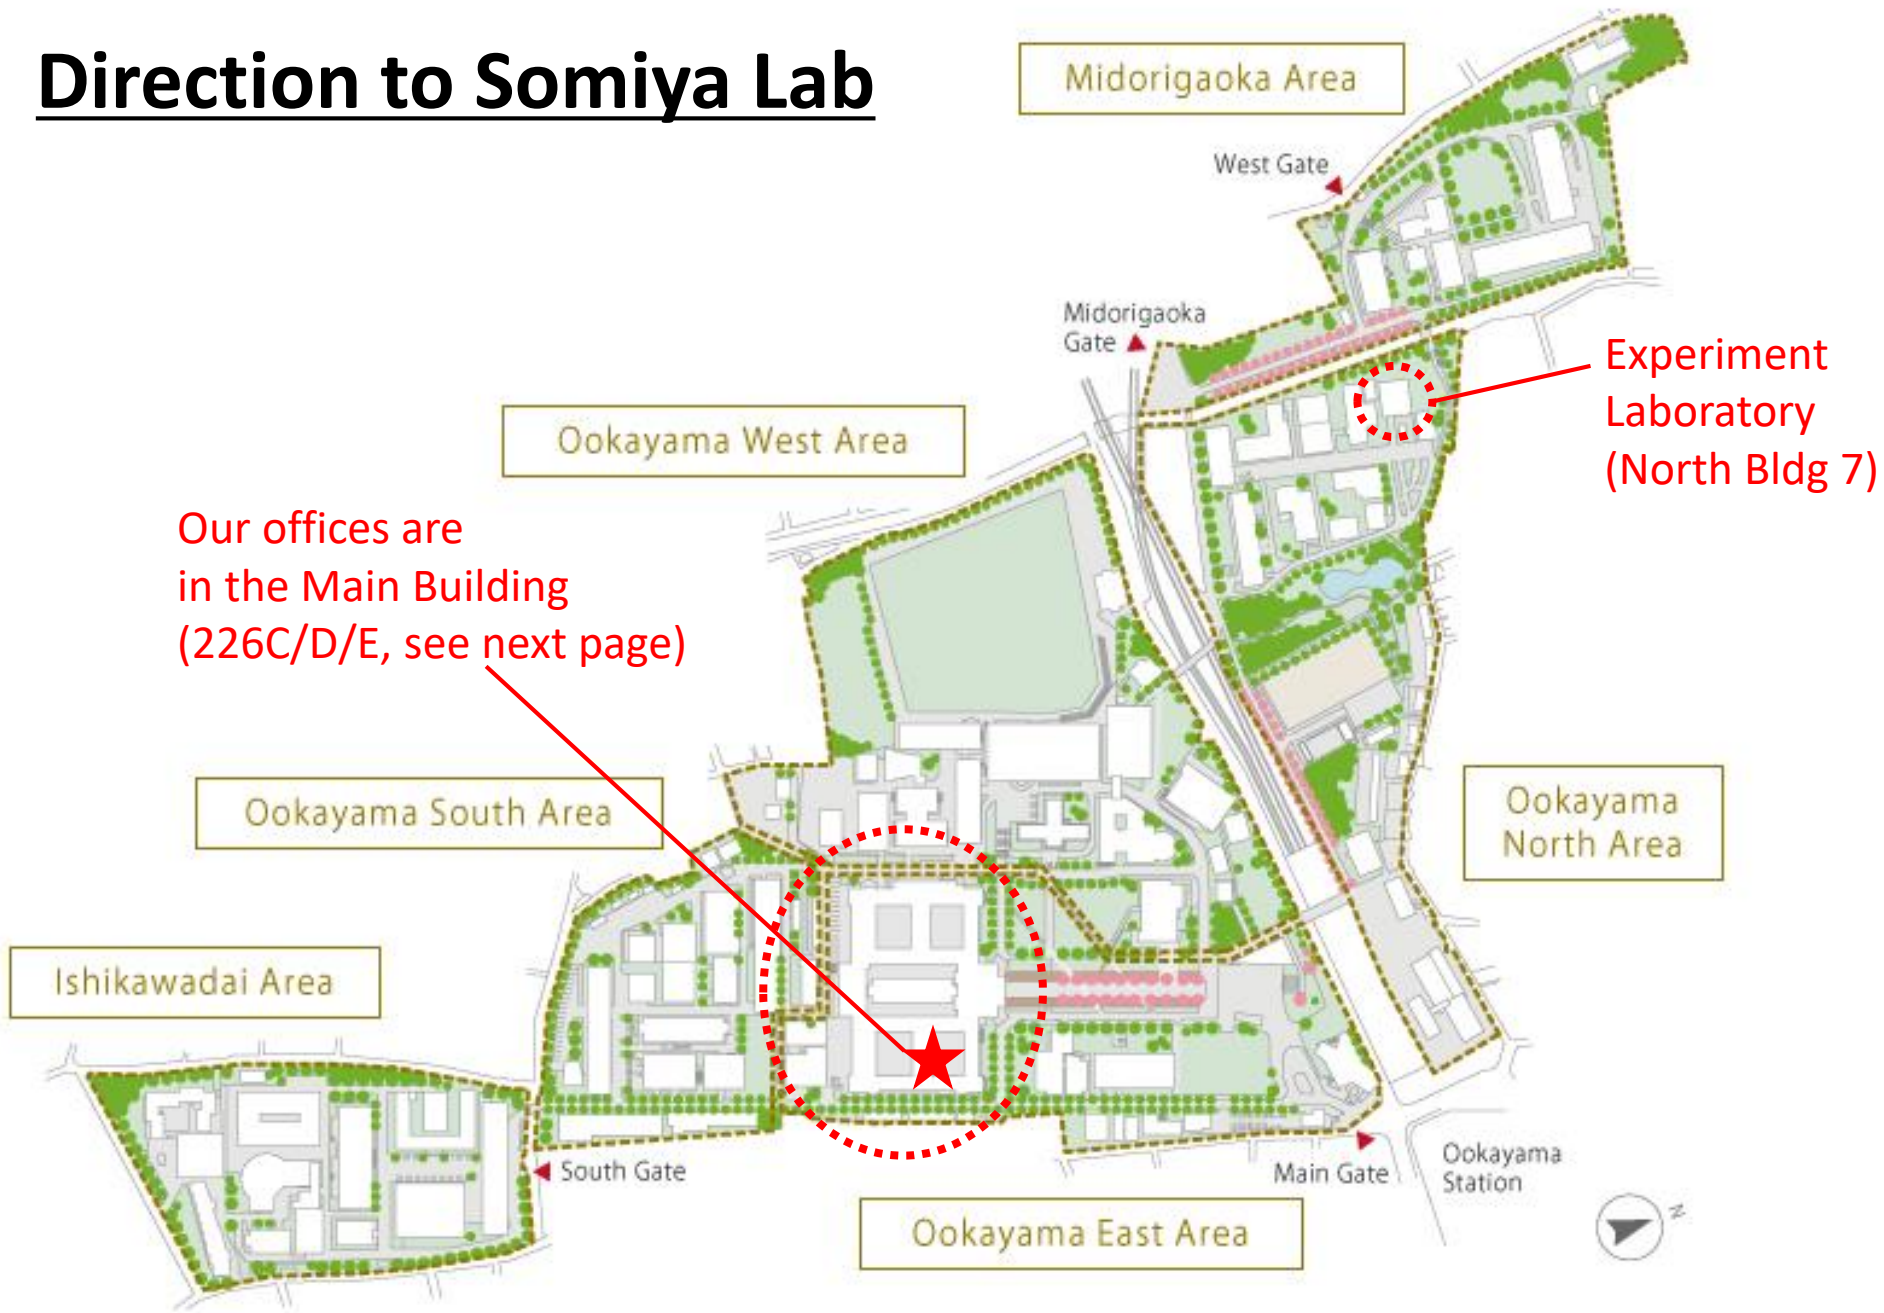 Direction to Somiya Lab
Midorigaoka Area
West Gate
Midorigaoka
Gate
Experiment
Laboratory
(North Bldg 7)
Ookayama West Area
Our offices are
in the Main Building
(226C/D/E, see next page)
Ookayama South Area
Ookayama
North Area
Ishikawadai Area
South Gate
Main Gate
Ookayama
Station
Ookayama East Area
N